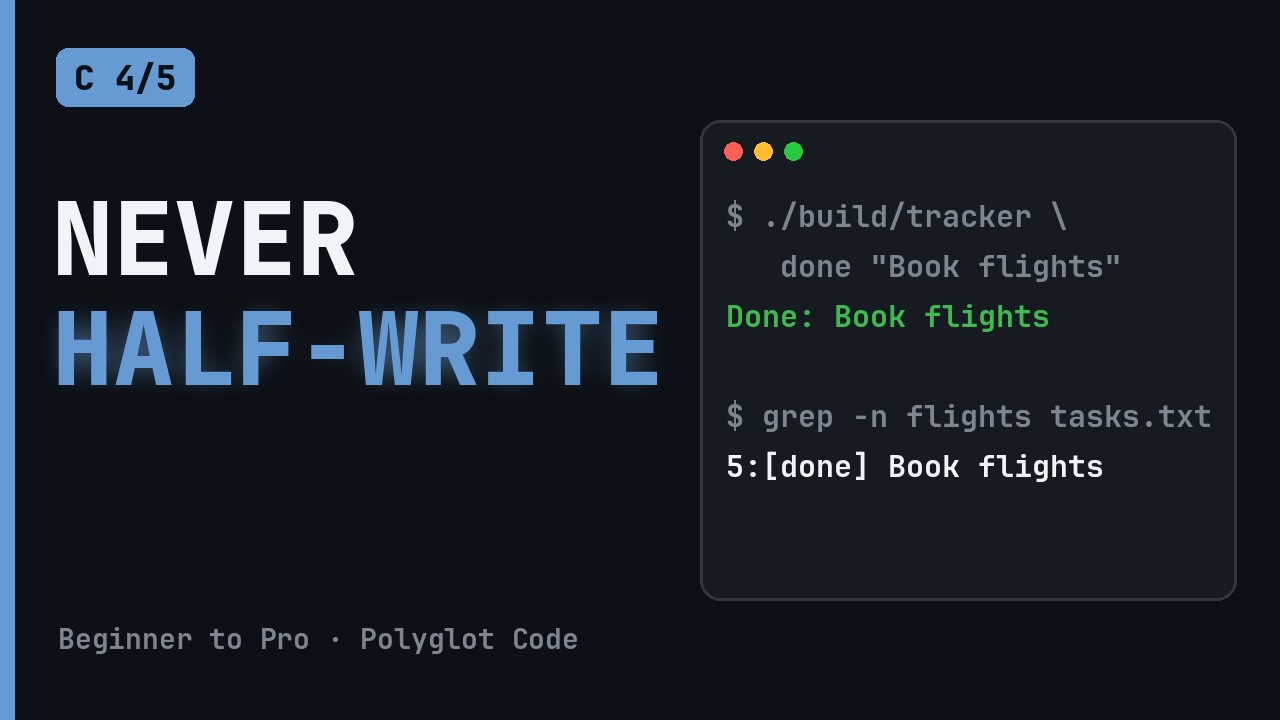 C 4/5
NEVER
HALF-WRITE
$ ./build/tracker \
done "Book flights"
Done: Book flights
$ grep -n flights tasks.txt
5:[done] Book flights
Beginner to Pro · Polyglot Code